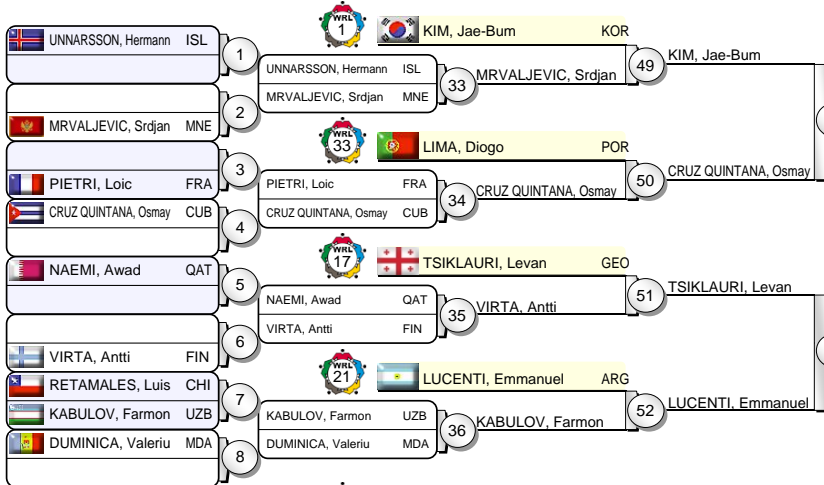 UNNARSSON, Hermann ISL
1
MRVALJEVIC, Srdjan MNE
2
PIETRI, Loic FRA
3
CRUZ QUINTANA, Osmay CUB
4
NAEMI, Awad QAT
5
VIRTA, Antti FIN
6
RETAMALES, Luis CHI
7
KABULOV, Farmon UZB
DUMINICA, Valeriu MDA
8
WRL
1
KIM, Jae-Bum KOR
UNNARSSON, Hermann ISL
MRVALJEVIC, Srdjan MNE
33
MRVALJEVIC, Srdjan
WRL
33
LIMA, Diogo POR
PIETRI, Loic FRA
CRUZ QUINTANA, Osmay CUB
34
CRUZ QUINTANA, Osmay
WRL
17
TSIKLAURI, Levan GEO
NAEMI, Awad QAT
VIRTA, Antti FIN
35
VIRTA, Antti
WRL
21
LUCENTI, Emmanuel ARG
KABULOV, Farmon UZB
DUMINICA, Valeriu MDA
36
KABULOV, Farmon
49
KIM, Jae-Bum
50
CRUZ QUINTANA, Osmay
51
TSIKLAURI, Levan
52
LUCENTI, Emmanuel